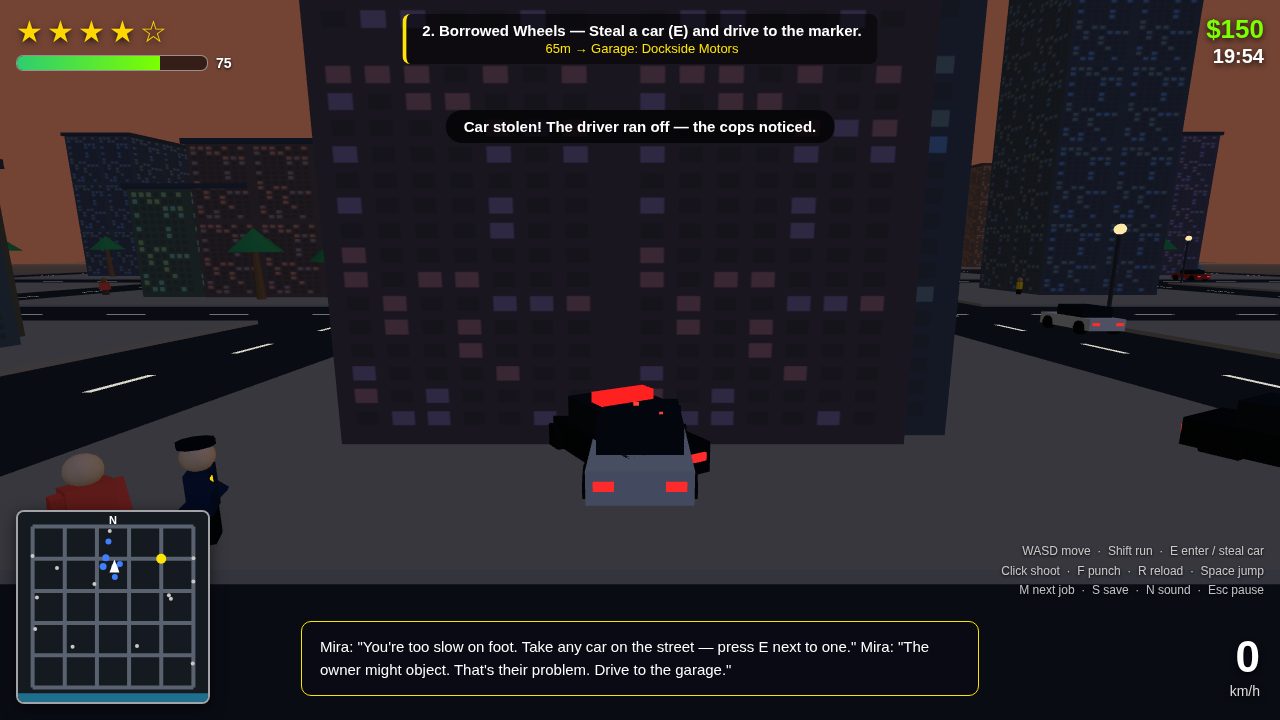 2. Borrowed Wheels — Steal a car (E) and drive to the marker.
65m → Garage: Dockside Motors
$150
19:54
75
Car stolen! The driver ran off — the cops noticed.
N
WASD move · Shift run · E enter / steal car
Click shoot · F punch · R reload · Space jump
M next job · S save · N sound · Esc pause
Mira: "You're too slow on foot. Take any car on the street — press E next to one." Mira: "The
owner might object. That's their problem. Drive to the garage."
0
km/h